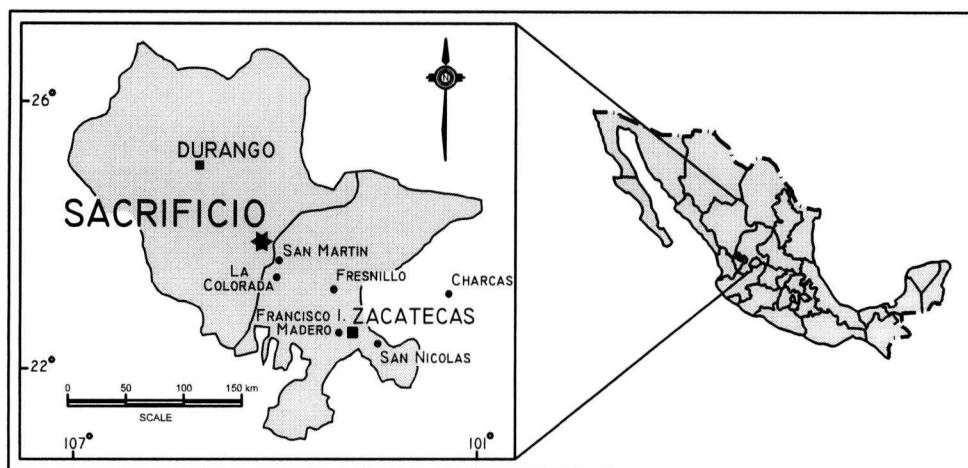 N
26°
DURANGO
SACRIFICIO
SAN MARTIN
LA
COLORADA
FRESNILLO
CHARCAS
FRANCISCO I.
MADERO
ZACATECAS
SAN NICOLAS
22°
0 50 100 150 km
SCALE
107°
101°